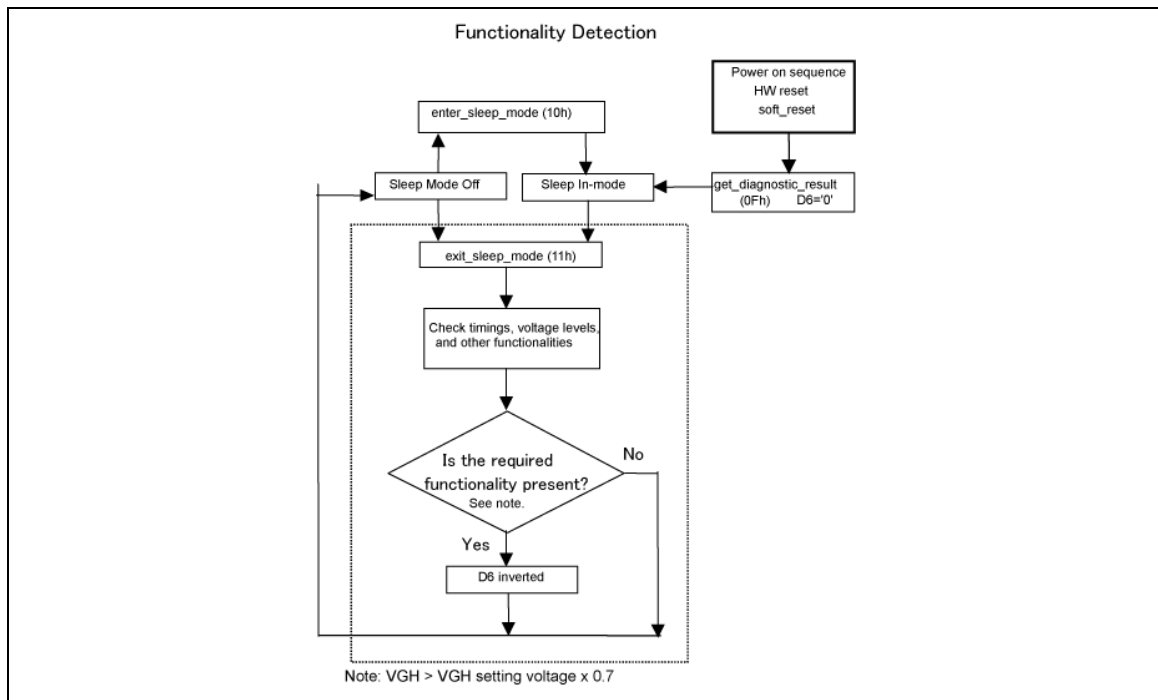 Functionality Detection
Power on sequence
HW reset
soft_reset
enter_sleep_mode (10h)
Sleep Mode Off
Sleep In-mode
get_diagnostic_result
(0Fh) D6='0'
exit_sleep_mode (11h)
Check timings, voltage levels,
and other functionalities
Is the required
functionality present?
See note.
No
Yes
D6 inverted
Note: VGH > VGH setting voltage x 0.7